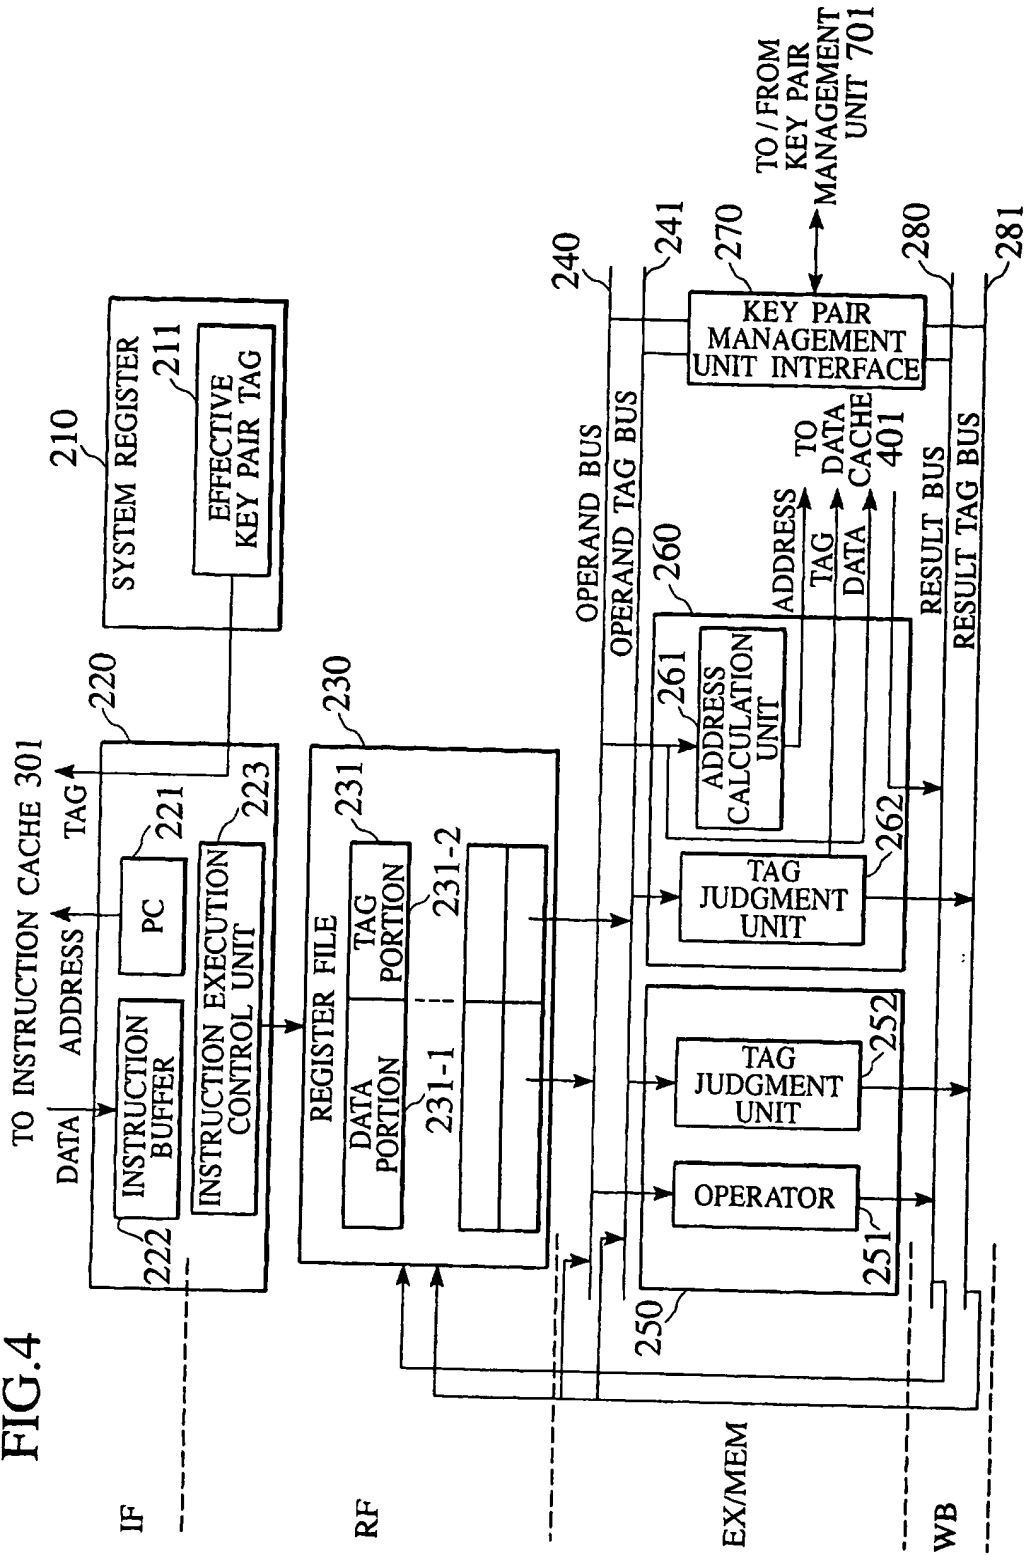 FIG.4
TO INSTRUCTION CACHE 301
DATA
ADDRESS
TAG
210
SYSTEM REGISTER
211
EFFECTIVE
KEY PAIR TAG
220
IF
222
INSTRUCTION
BUFFER
PC
221
INSTRUCTION EXECUTION
CONTROL UNIT
223
230
RF
REGISTER FILE
DATA
PORTION
TAG
PORTION
231
231-1
231-2
OPERAND BUS
240
OPERAND TAG BUS
241
EX/MEM
250
OPERATOR
251
TAG
JUDGMENT
UNIT
252
260
ADDRESS
CALCULATION
UNIT
261
TAG
JUDGMENT
UNIT
262
ADDRESS
TAG
DATA
TO
DATA
CACHE
401
KEY PAIR
MANAGEMENT
UNIT INTERFACE
270
TO/FROM
KEY PAIR
MANAGEMENT
UNIT 701
WB
RESULT BUS
280
RESULT TAG BUS
281